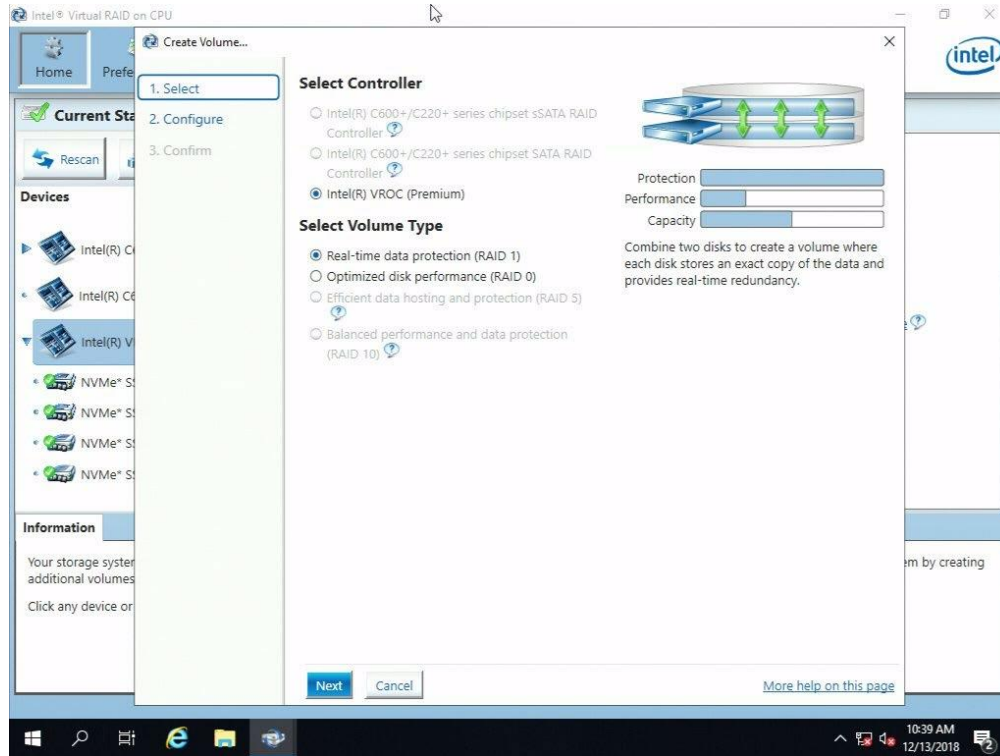 Intel® Virtual RAID on CPU
Home
Create Volume...
intel
1. Select
2. Configure
3. Confirm
Current
Rescan
Devices
Intel(R)
Intel(R)
Intel(R)
NVMe*
NVMe*
NVMe*
NVMe*
Select Controller
Intel(R) C600+/C220+ series chipset sSATA RAID
Controller
Intel(R) C600+/C220+ series chipset SATA RAID
Controller
Intel(R) VROC (Premium)
Select Volume Type
Real-time data protection (RAID 1)
Optimized disk performance (RAID 0)
Efficient data hosting and protection (RAID 5)
Balanced performance and data protection
(RAID 10)
Protection
Performance
Capacity
Combine two disks to create a volume where
each disk stores an exact copy of the data and
provides real-time redundancy.
Information
Your storage
by creating
additional volumes
Click any device or
Next
Cancel
More help on this page
10:39 AM
12/13/2018
2